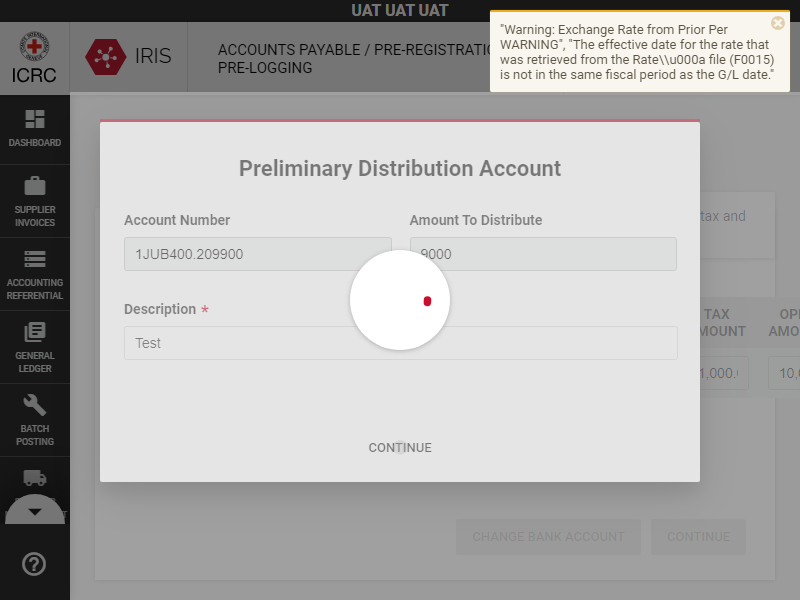 UAT UAT UAT
ICRC
IRIS
ACCOUNTS PAYABLE / PRE-REGISTRATIO
PRE-LOGGING
"Warning: Exchange Rate from Prior Per
WARNING", "The effective date for the rate that
was retrieved from the Rate\\u000a file (F0015)
is not in the same fiscal period as the G/L date."
DASHBOARD
SUPPLIER
INVOICES
ACCOUNTING
REFERENTIAL
GENERAL
LEDGER
BATCH
POSTING
Preliminary Distribution Account
Account Number
Amount To Distribute
1JUB400.209900
9000
Description *
Test
CONTINUE
tax and
TAX
MOUNT
OP
AMO
1,000.
10,
CHANGE BANK ACCOUNT
CONTINUE